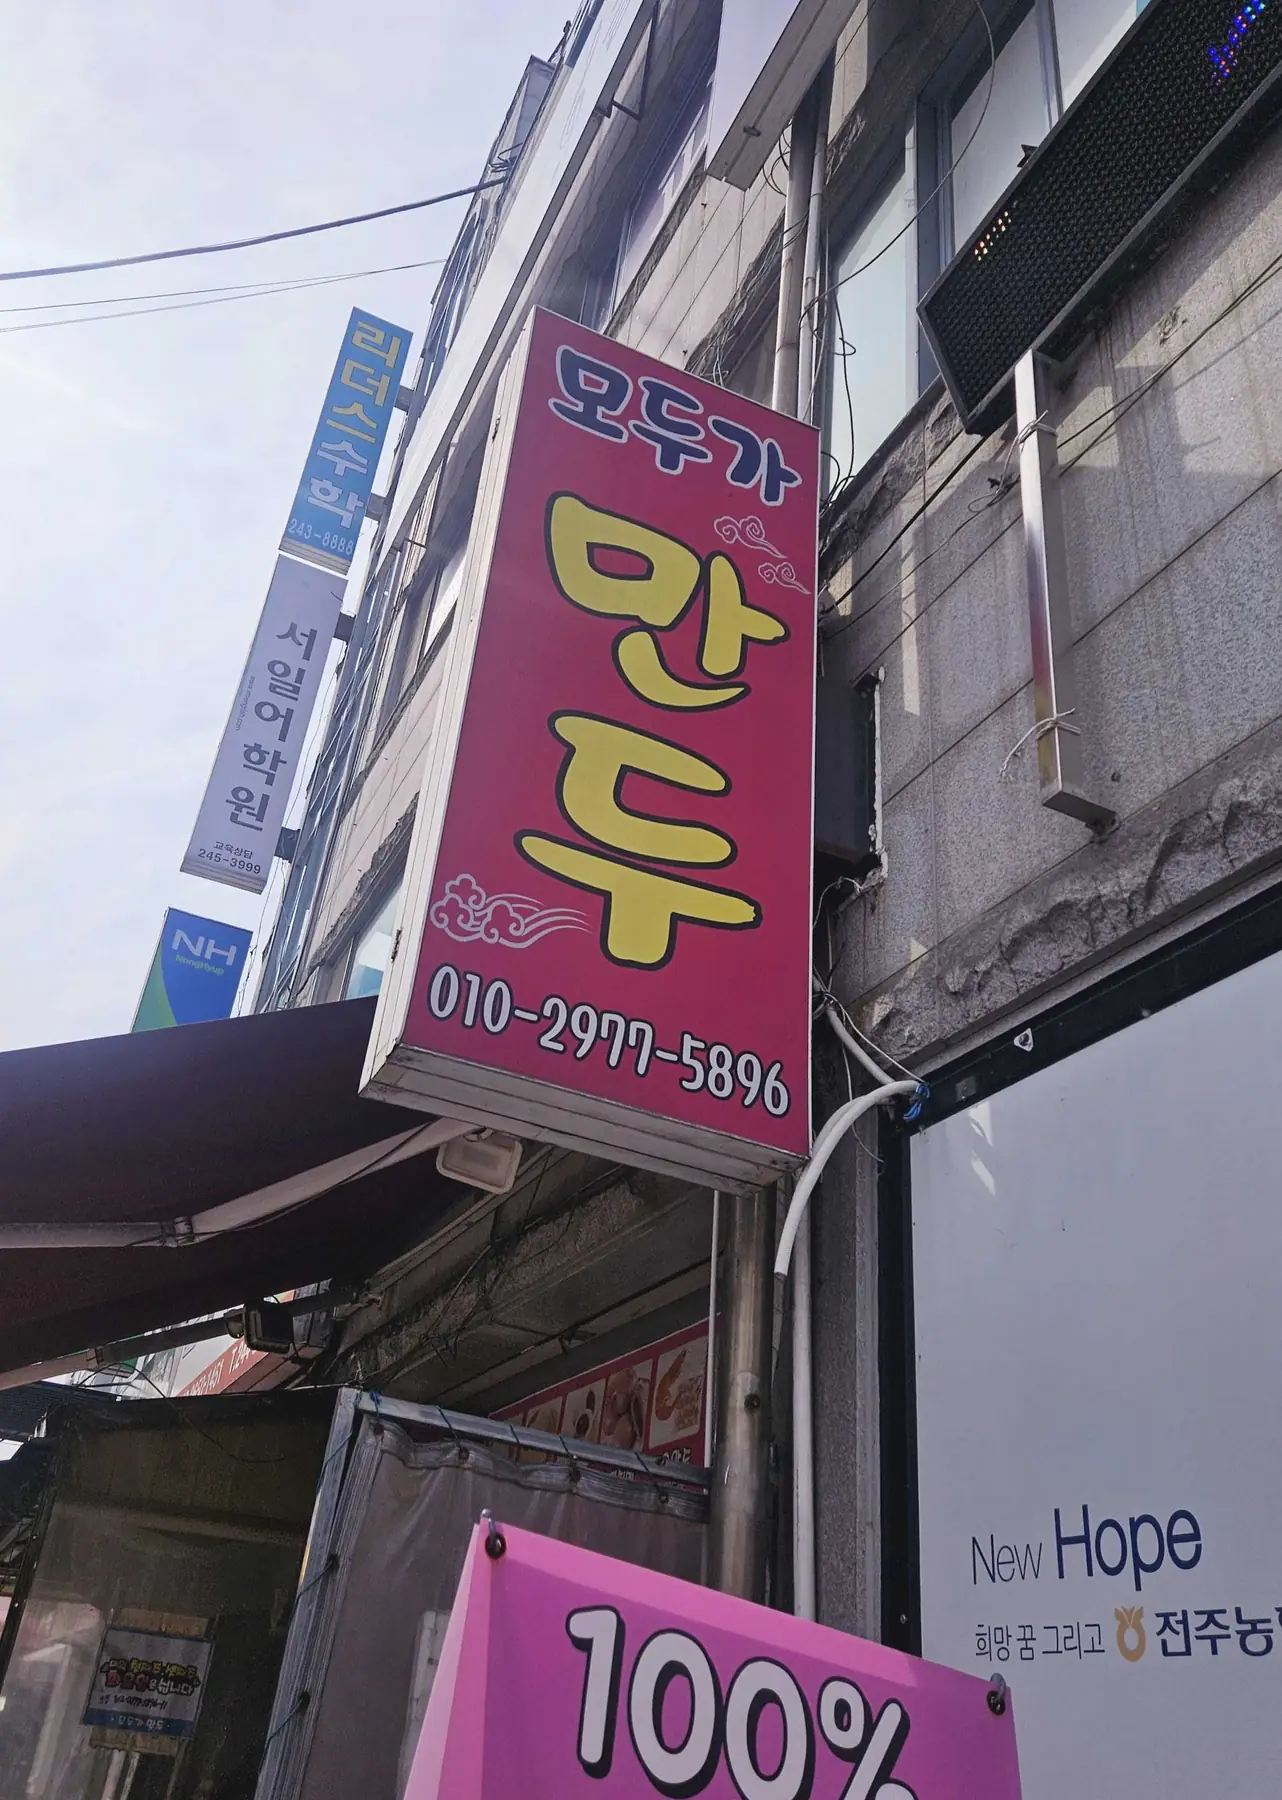 리더스수학
243-8888
서일어학원
교육상담
245-3999
NH
NongHyup
모두가
만두
010-2977-5896
New Hope
희망 꿈 그리고 전주농
100%